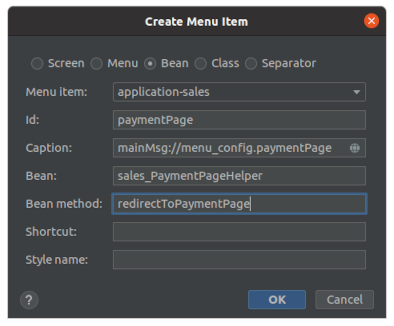 Create Menu Item
Screen Menu Bean Class Separator
Menu item: application-sales
Id: paymentPage
Caption: mainMsg://menu_config.paymentPage
Bean: sales_PaymentPageHelper
Bean method: redirectToPaymentPage
Shortcut:
Style name:
? OK Cancel